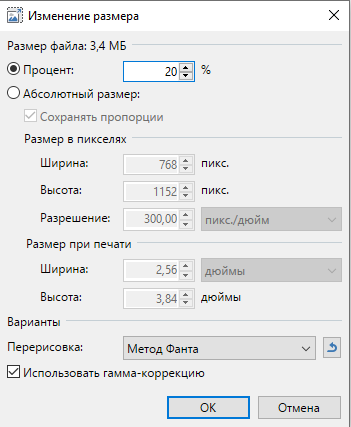 Изменение размера
Размер файла: 3,4 МБ
Процент: 20 %
Абсолютный размер:
Сохранять пропорции
Размер в пикселях
Ширина: 768 пикс.
Высота: 1152 пикс.
Разрешение: 300,00 пикс./дюйм
Размер при печати
Ширина: 2,56 дюймы
Высота: 3,84 дюймы
Варианты
Перерисовка: Метод Фанта
Использовать гамма-коррекцию
ОК Отмена